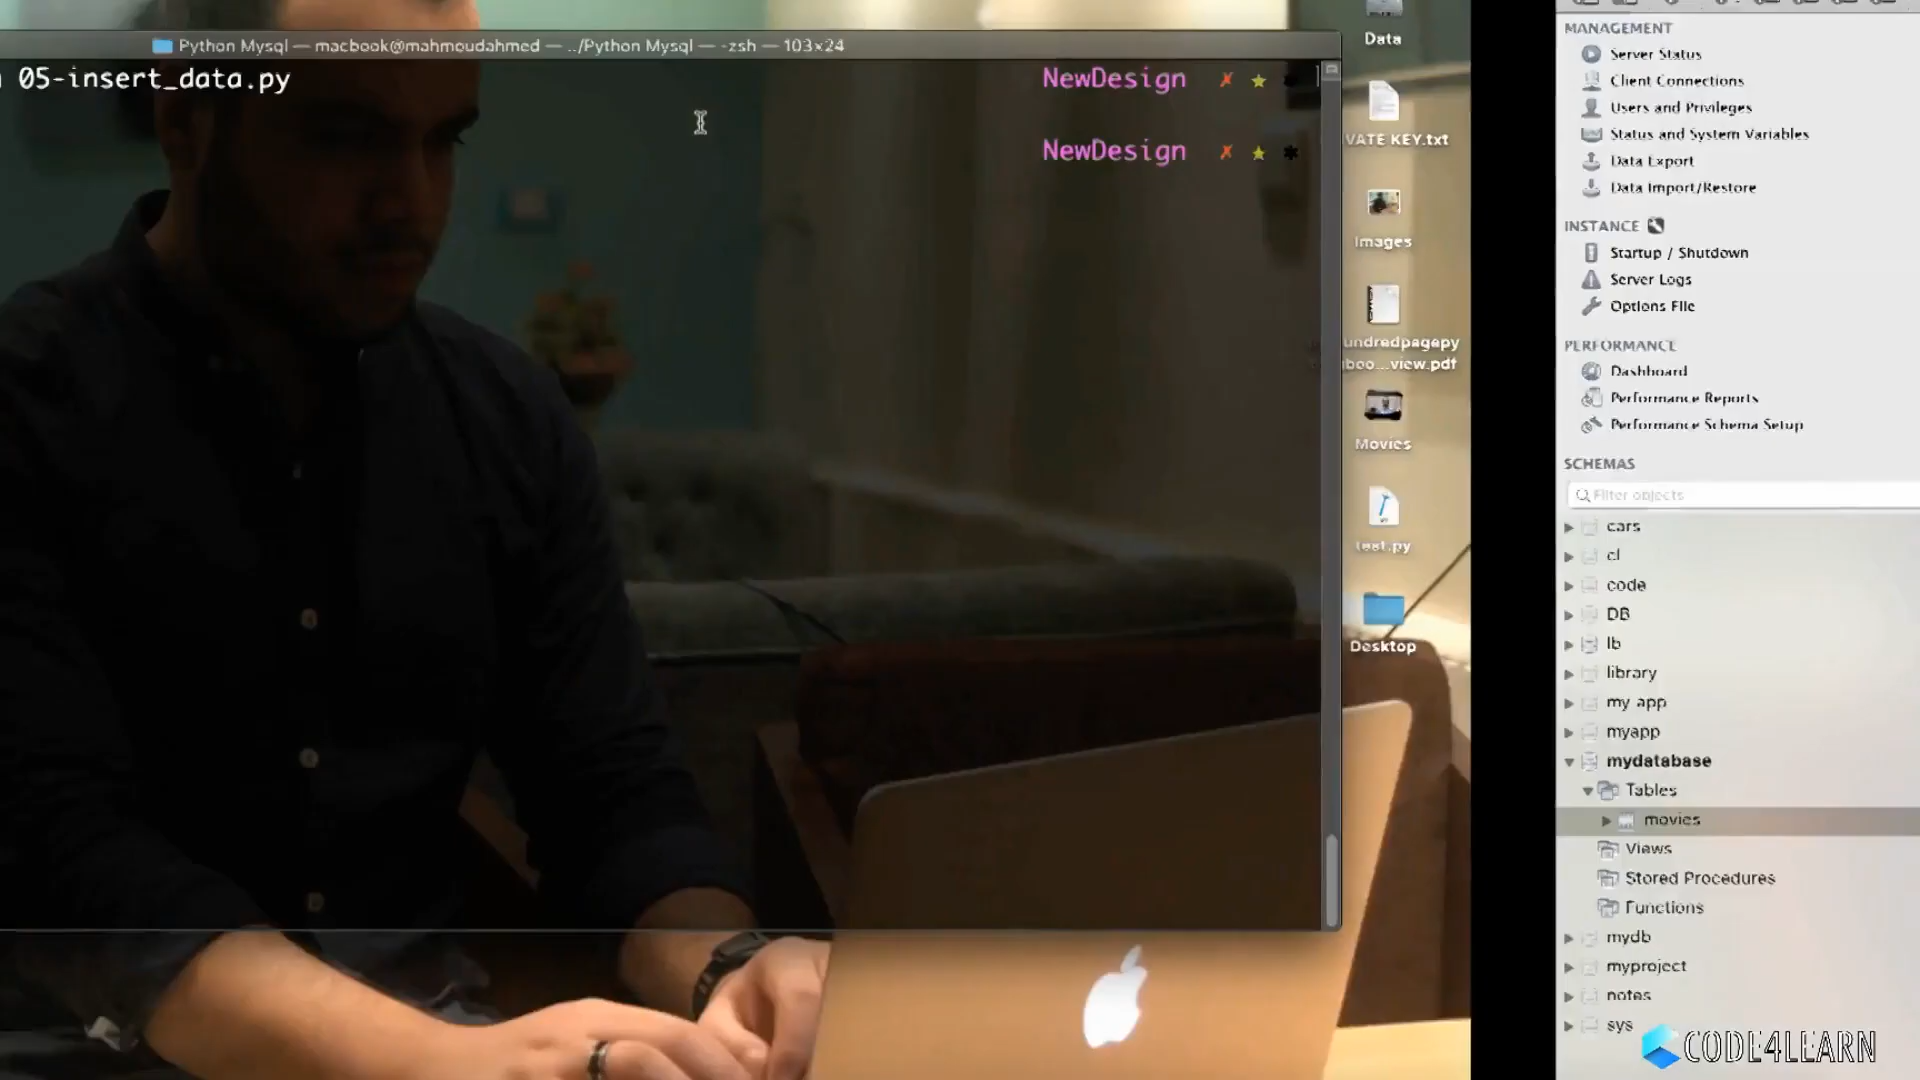 Python Mysql — macbook@mahmoudahmed — ../Python Mysql — -zsh — 103×24
05-insert_data.py
NewDesign ✗ ★
NewDesign ✗ ★ ✱
Data
VATE KEY.txt
Images
undredpagepy
boo...view.pdf
Movies
test.py
Desktop
MANAGEMENT
Server Status
Client Connections
Users and Privileges
Status and System Variables
Data Export
Data Import/Restore
INSTANCE
Startup / Shutdown
Server Logs
Options File
PERFORMANCE
Dashboard
Performance Reports
Performance Schema Setup
SCHEMAS
Filter objects
cars
cl
code
DB
lb
library
my app
myapp
mydatabase
Tables
movies
Views
Stored Procedures
Functions
mydb
myproject
notes
sys
CODE4LEARN